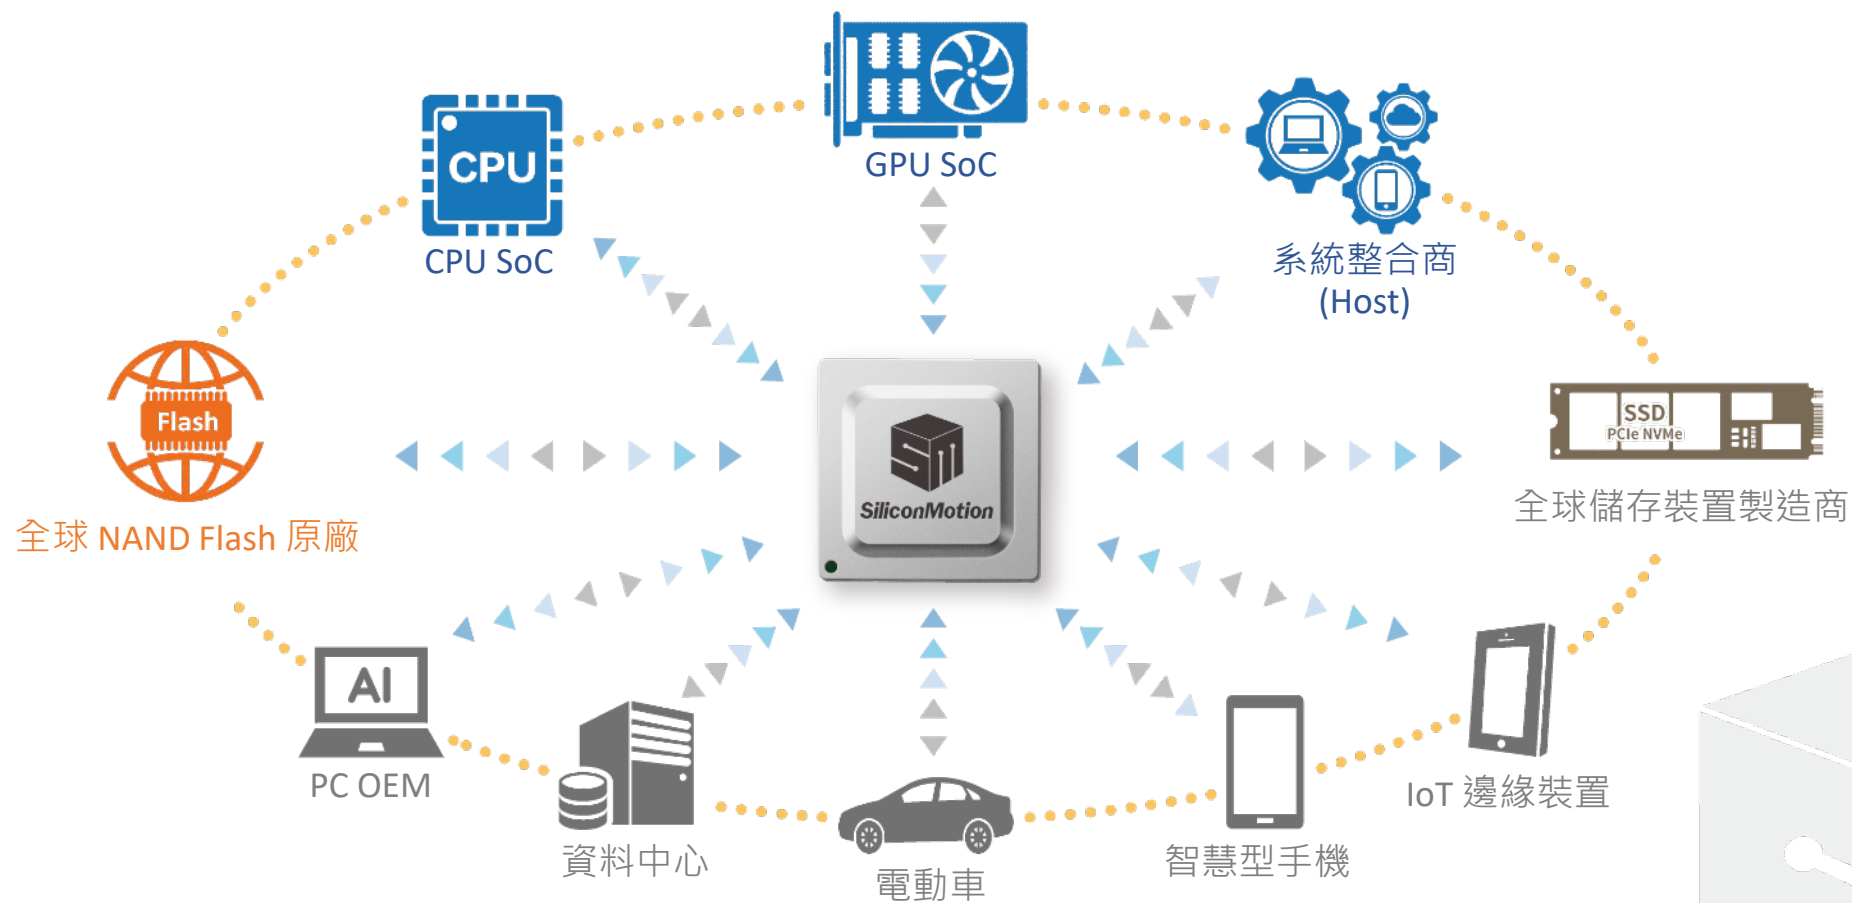 GPU SoC
CPU
CPU SoC
系統整合商
(Host)
Flash
全球 NAND Flash 原廠
SiliconMotion
SSD
PCIe NVMe
全球儲存裝置製造商
AI
PC OEM
資料中心
電動車
智慧型手機
IoT 邊緣裝置